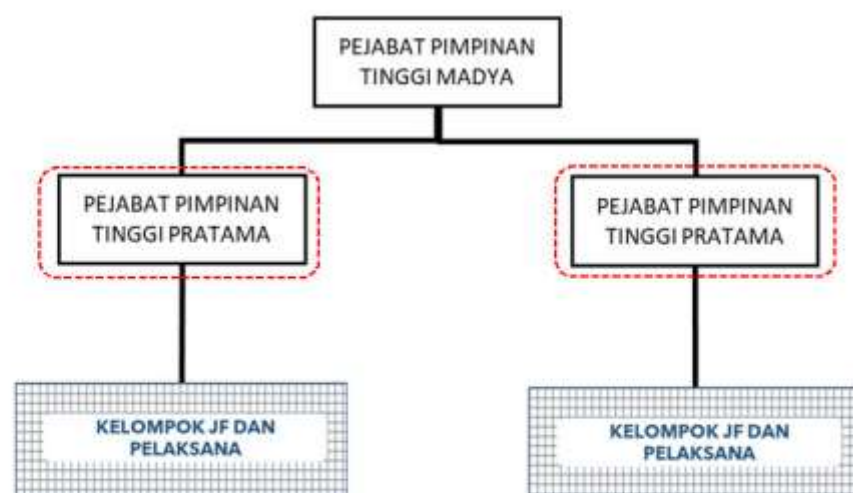 PEJABAT PIMPINAN
TINGGI MADYA
PEJABAT PIMPINAN
TINGGI PRATAMA
PEJABAT PIMPINAN
TINGGI PRATAMA
KELOMPOK JF DAN
PELAKSANA
KELOMPOK JF DAN
PELAKSANA